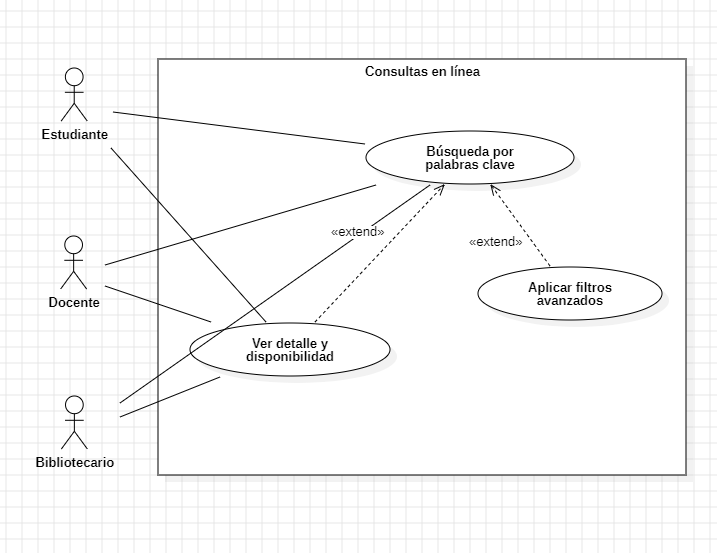 Consultas en línea
Estudiante
Búsqueda por
palabras clave
«extend»
«extend»
Docente
Aplicar filtros
avanzados
Ver detalle y
disponibilidad
Bibliotecario